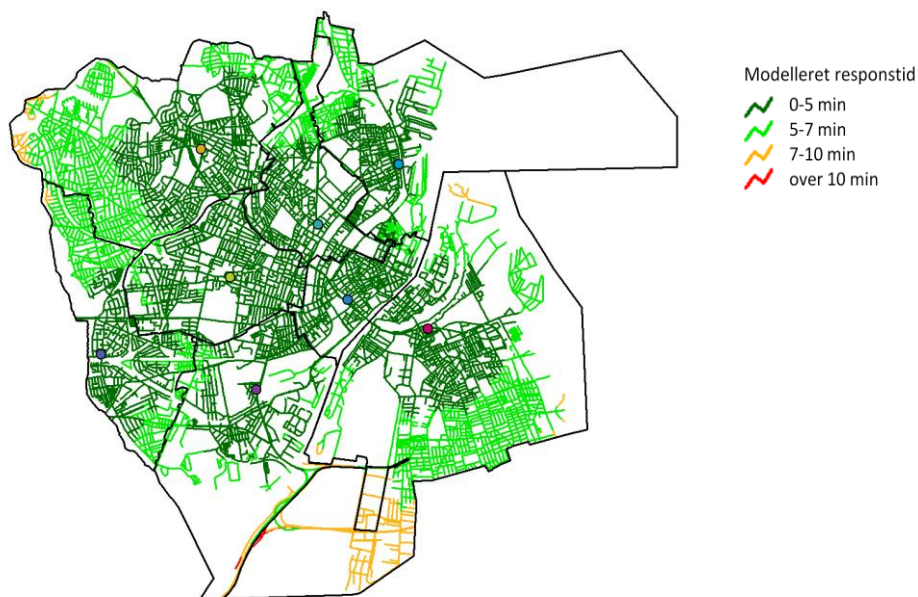 Modelleret responstid
0-5 min
5-7 min
7-10 min
over 10 min